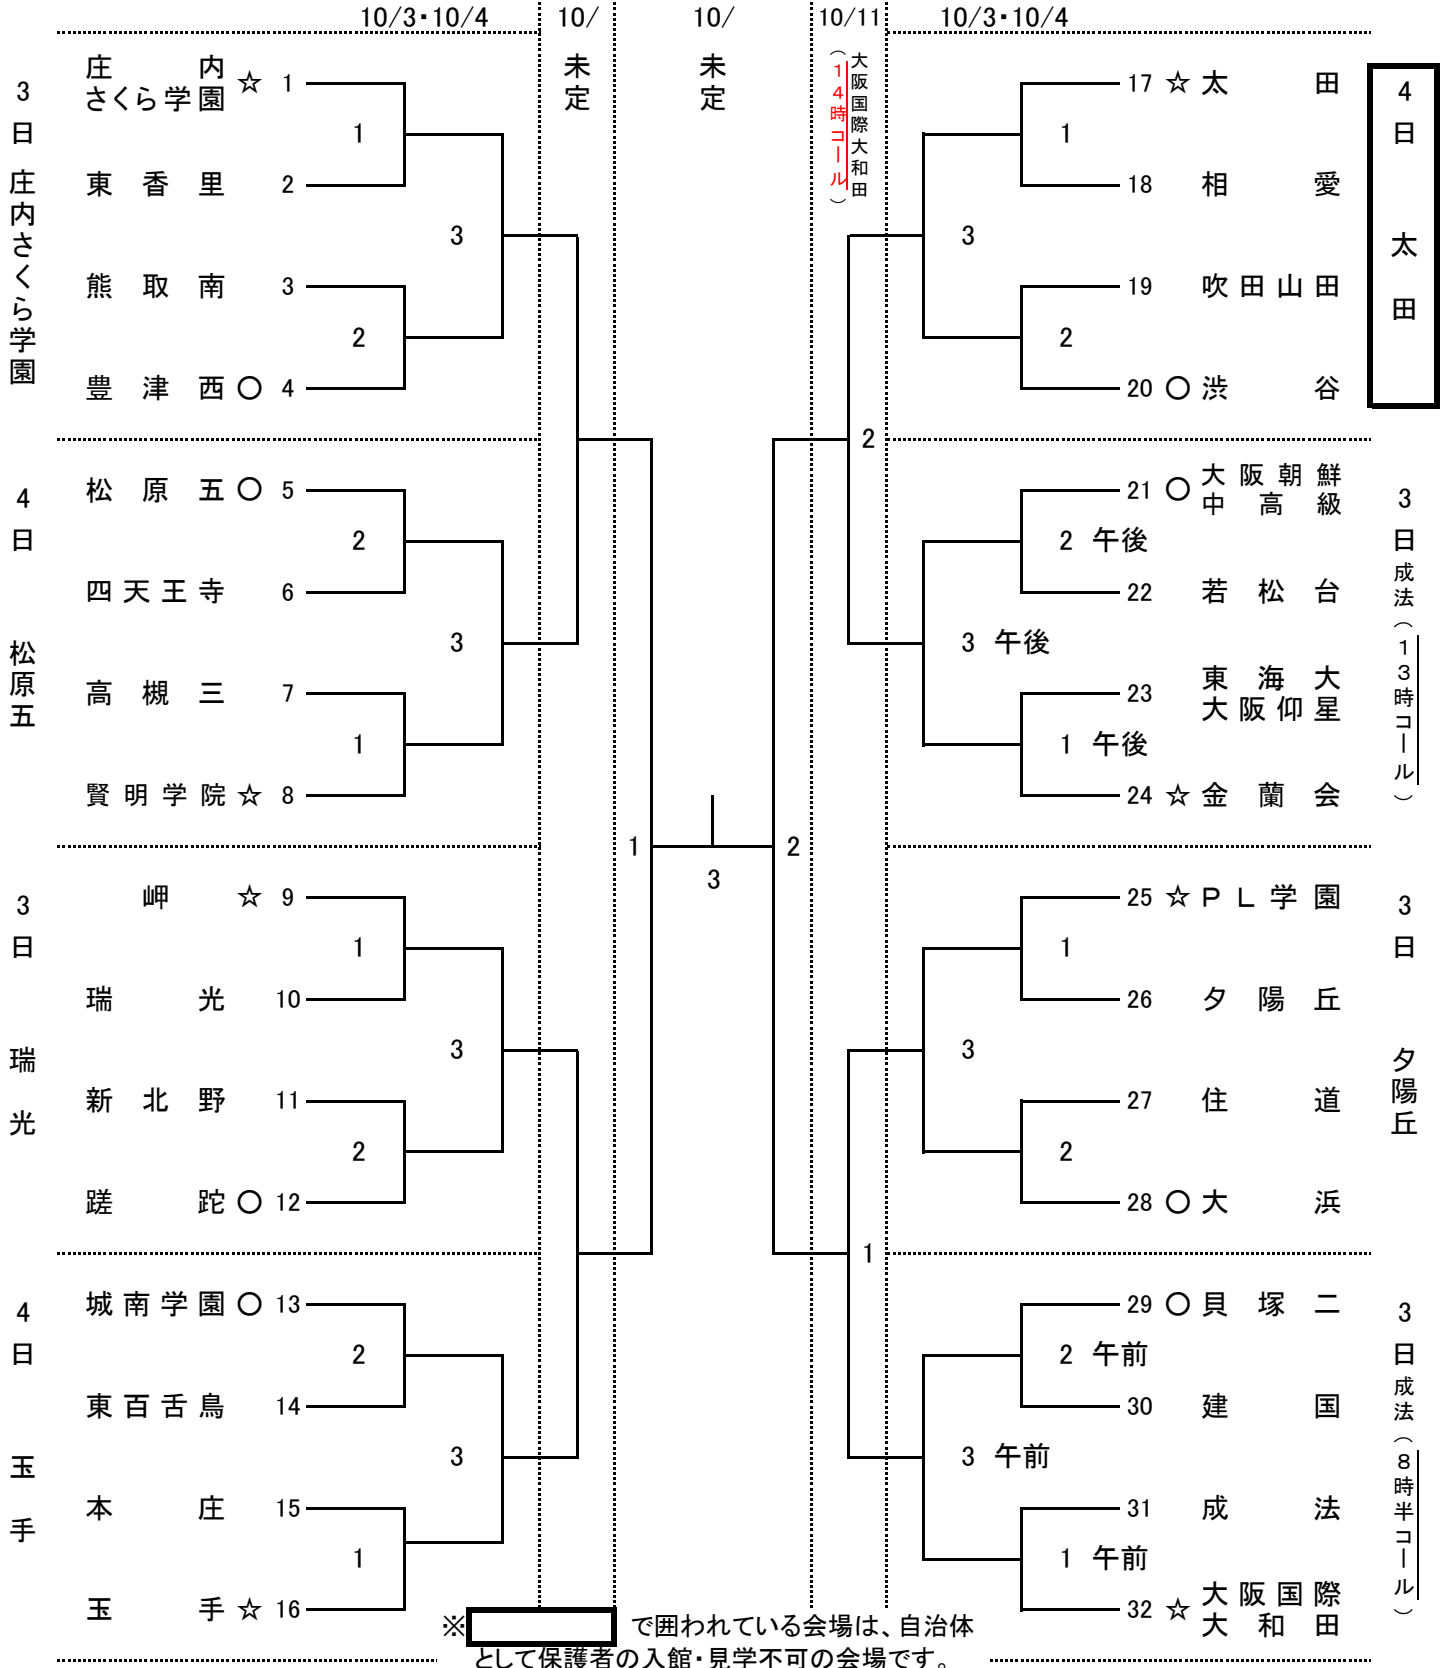 10/3・10/4
10/
未定
10/
未定
10/11
大阪国際大和田
（14時コール）
10/3・10/4
3日 庄内さくら学園
庄内
さくら学園 ☆ 1
1
東香里 2
3
熊取南 3
2
豊津西 〇 4
4日 松原五
松原五 〇 5
2
四天王寺 6
3
高槻三 7
1
賢明学院 ☆ 8
1
3日 瑞光
岬 ☆ 9
1
瑞光 10
3
新北野 11
2
蹉跎 〇 12
4日 玉手
城南学園 〇 13
2
東百舌鳥 14
3
本庄 15
1
玉手 ☆ 16
3
17 ☆ 太田
1
18 相愛
3
19 吹田山田
2
20 〇 渋谷
4日 太田
2
21 〇 大阪朝鮮
中高級
2 午後
22 若松台
3 午後
23 東海大
大阪仰星
1 午後
24 ☆ 金蘭会
3日 成法（13時コール）
2
25 ☆ ＰＬ学園
1
26 夕陽丘
3
27 住道
2
28 〇 大浜
3日 夕陽丘
1
29 〇 貝塚二
2 午前
30 建国
3 午前
31 成法
1 午前
32 ☆ 大阪国際
大和田
3日 成法（8時半コール）
※ で囲われている会場は、自治体
として保護者の入館・見学不可の会場です。